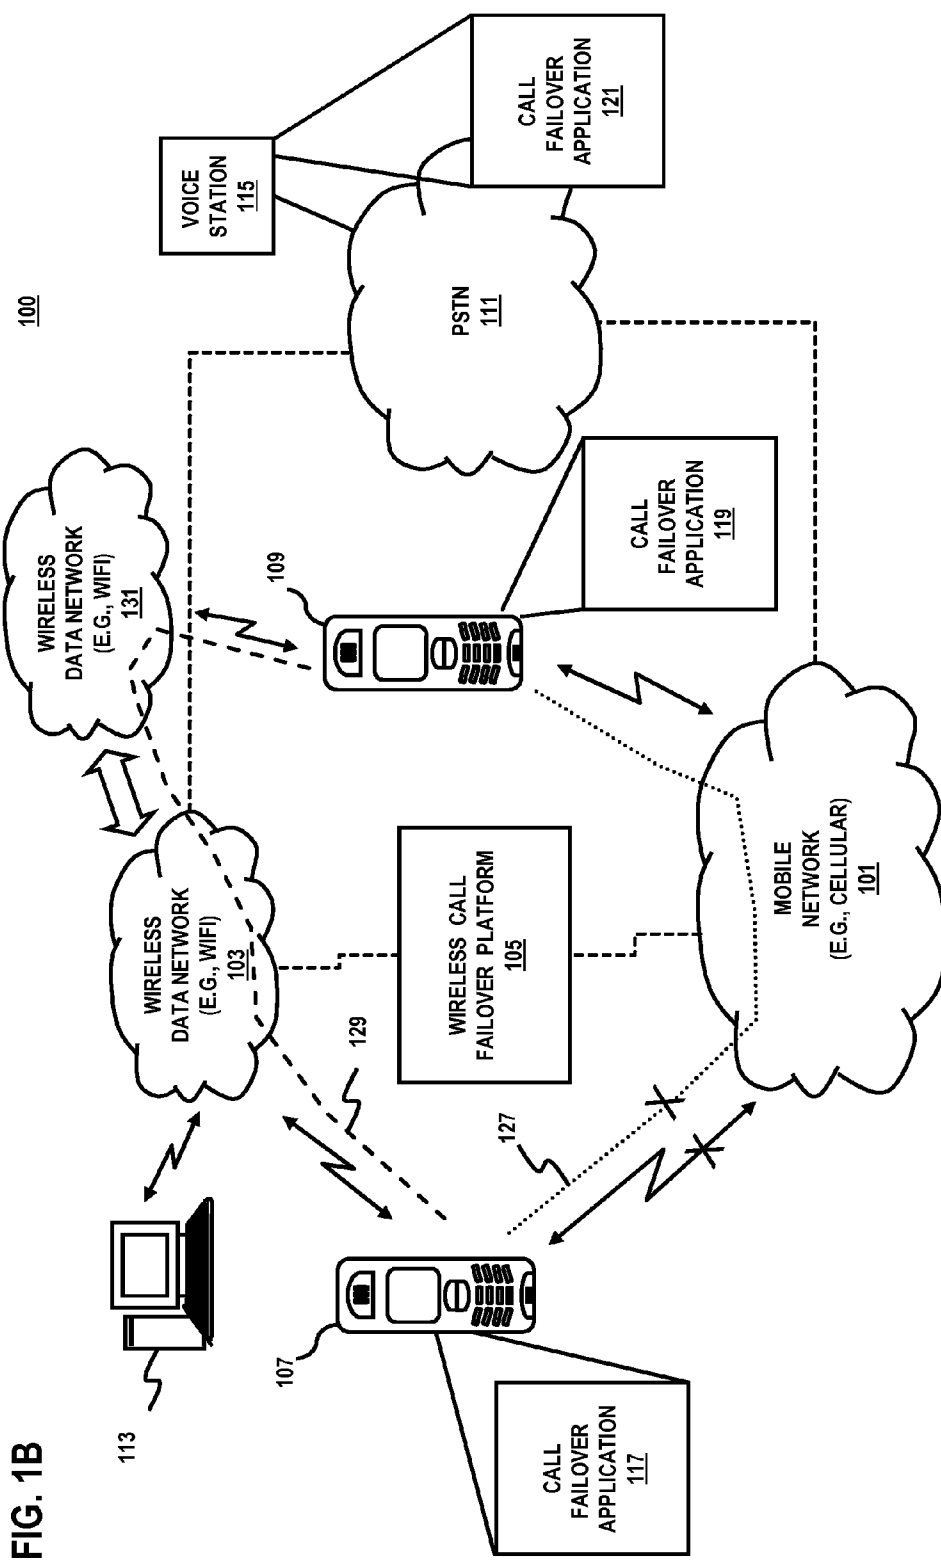 FIG. 1B
100
113
WIRELESS
DATA NETWORK
(E.G., WIFI)
103
WIRELESS
DATA NETWORK
(E.G., WIFI)
131
VOICE
STATION
115
107
129
109
WIRELESS CALL
FAILOVER PLATFORM
105
PSTN
111
CALL
FAILOVER
APPLICATION
121
127
CALL
FAILOVER
APPLICATION
117
CALL
FAILOVER
APPLICATION
119
MOBILE
NETWORK
(E.G., CELLULAR)
101